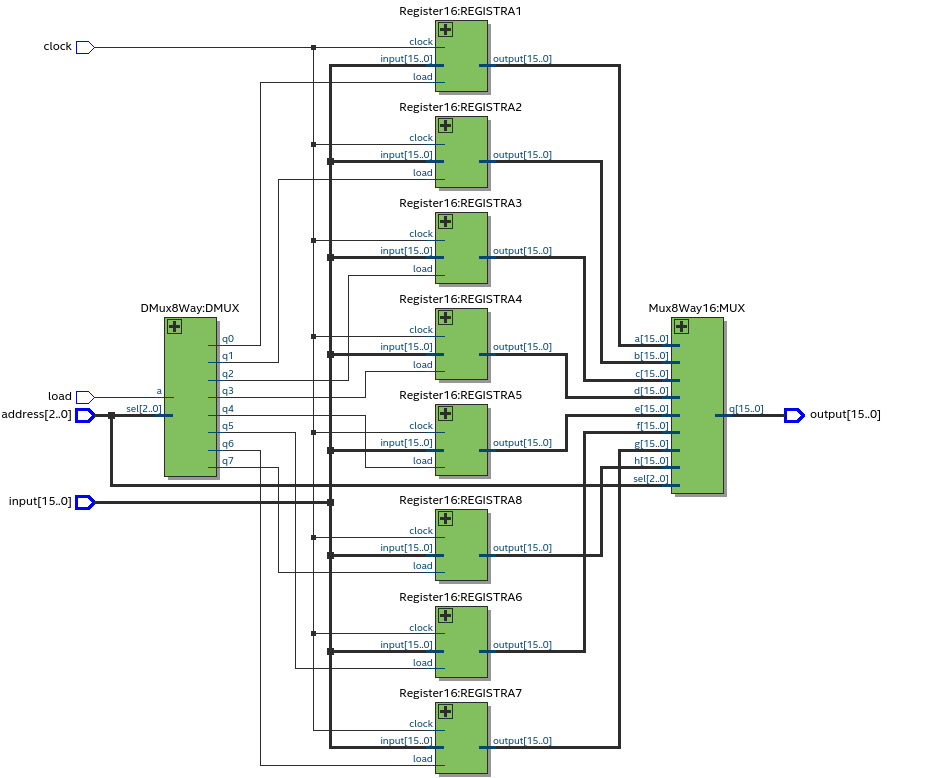 Register16:REGISTRA1
clock
clock
input[15..0]
output[15..0]
load
Register16:REGISTRA2
clock
input[15..0]
output[15..0]
load
Register16:REGISTRA3
clock
input[15..0]
output[15..0]
load
Register16:REGISTRA4
clock
input[15..0]
output[15..0]
load
Register16:REGISTRA5
clock
input[15..0]
output[15..0]
load
DMux8Way:DMUX
q0
q1
q2
q3
q4
q5
q6
q7
a
sel[2..0]
load
address[2..0]
input[15..0]
Mux8Way16:MUX
a[15..0]
b[15..0]
c[15..0]
d[15..0]
e[15..0]
f[15..0]
g[15..0]
h[15..0]
sel[2..0]
q[15..0]
output[15..0]
Register16:REGISTRA8
clock
input[15..0]
output[15..0]
load
Register16:REGISTRA6
clock
input[15..0]
output[15..0]
load
Register16:REGISTRA7
clock
input[15..0]
output[15..0]
load